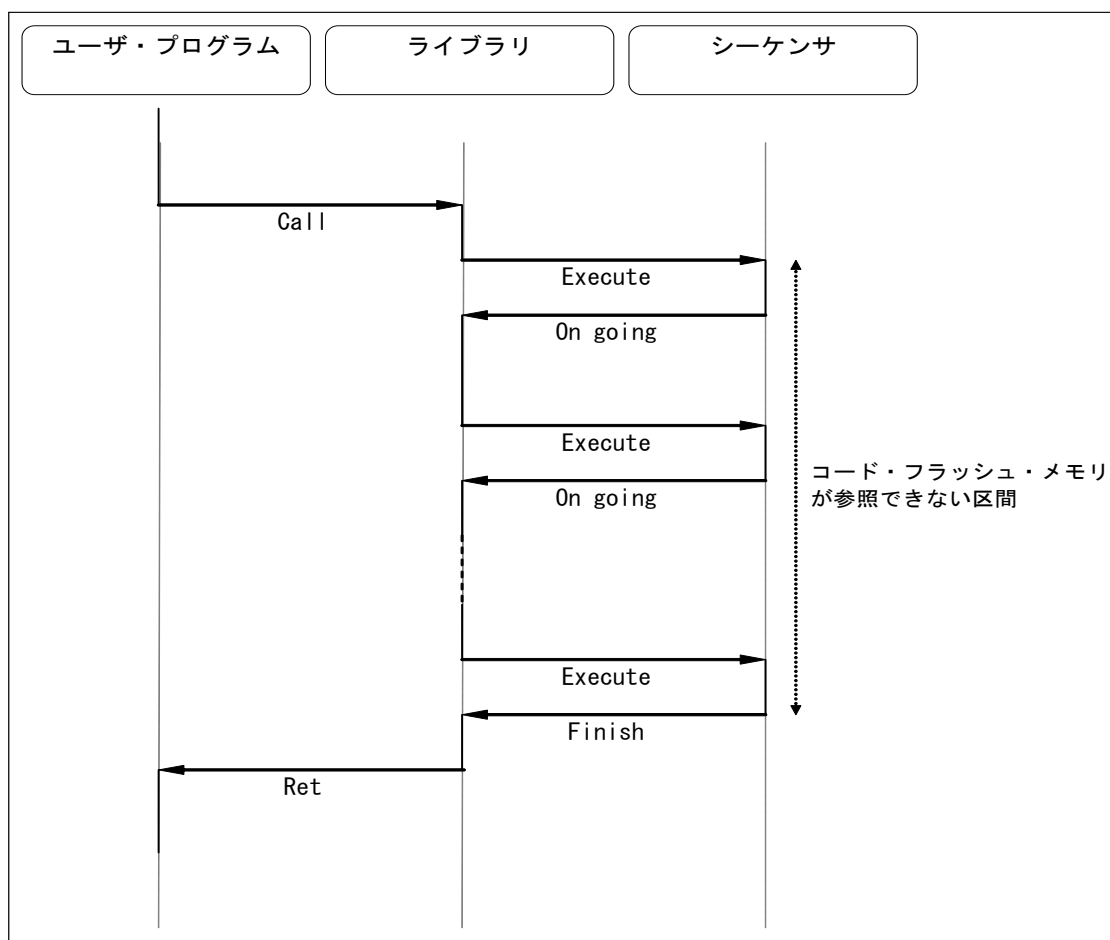 ユーザ・プログラム
ライブラリ
シーケンサ
Call
Execute
On going
Execute
On going
コード・フラッシュ・メモリ
が参照できない区間
Execute
Finish
Ret